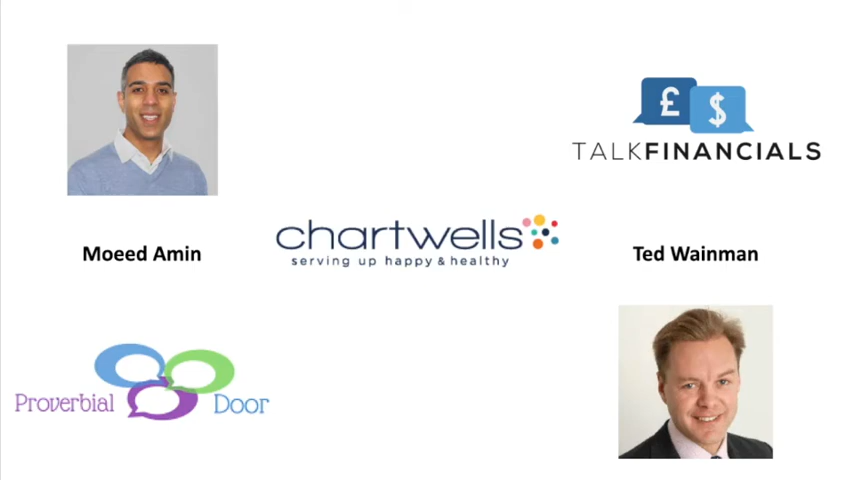 £ $
TALKFINANCIALS
chartwells
serving up happy & healthy
Moeed Amin
Ted Wainman
Proverbial Door